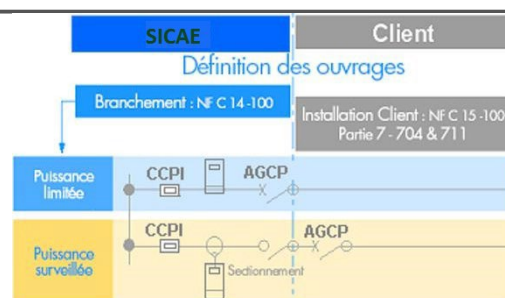 SICAE
Client
Définition des ouvrages
Branchement : NF C 14 -100
Installation Client : NF C 15 -100
Partie 7 - 704 & 711
Puissance
limitée
CCPI
AGCP
Puissance
surveillée
CCPI
AGCP
Sectionnement